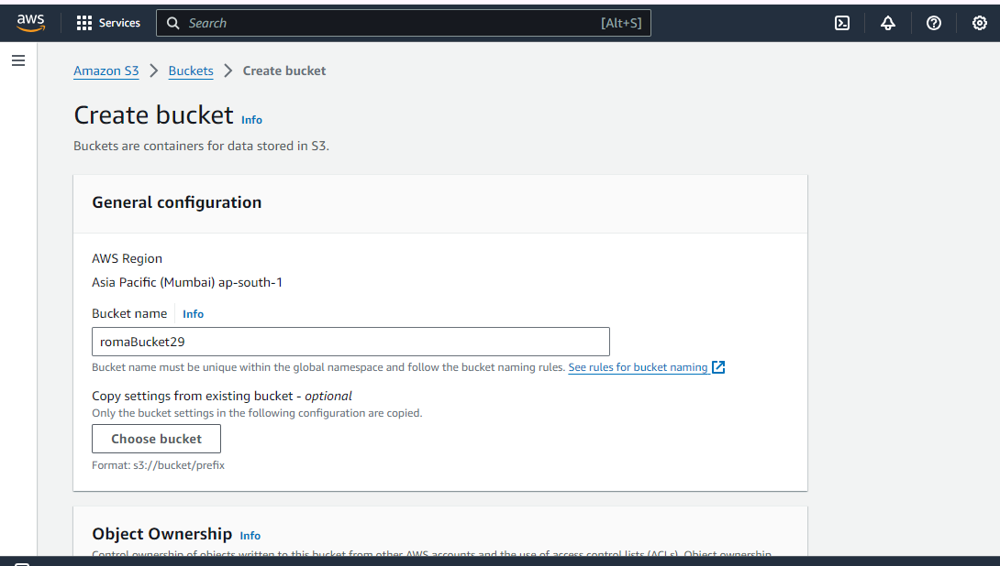 aws Services Search [Alt+S]
Amazon S3 > Buckets > Create bucket
Create bucket Info
Buckets are containers for data stored in S3.
General configuration
AWS Region
Asia Pacific (Mumbai) ap-south-1
Bucket name Info
romaBucket29
Bucket name must be unique within the global namespace and follow the bucket naming rules. See rules for bucket naming
Copy settings from existing bucket - optional
Only the bucket settings in the following configuration are copied.
Choose bucket
Format: s3://bucket/prefix
Object Ownership Info
Control ownership of objects written to this bucket from other AWS accounts and the use of access control lists (ACLs). Object ownership